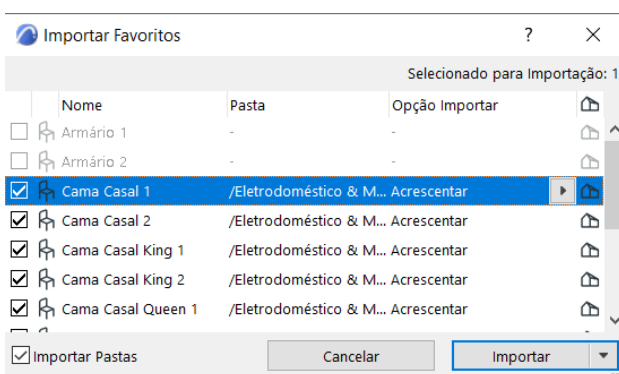 Importar Favoritos ?
Selecionado para Importação: 1
Nome Pasta Opção Importar
Armário 1 - -
Armário 2 - -
Cama Casal 1 /Eletrodoméstico & M... Acrescentar
Cama Casal 2 /Eletrodoméstico & M... Acrescentar
Cama Casal King 1 /Eletrodoméstico & M... Acrescentar
Cama Casal King 2 /Eletrodoméstico & M... Acrescentar
Cama Casal Queen 1 /Eletrodoméstico & M... Acrescentar
Importar Pastas Cancelar Importar